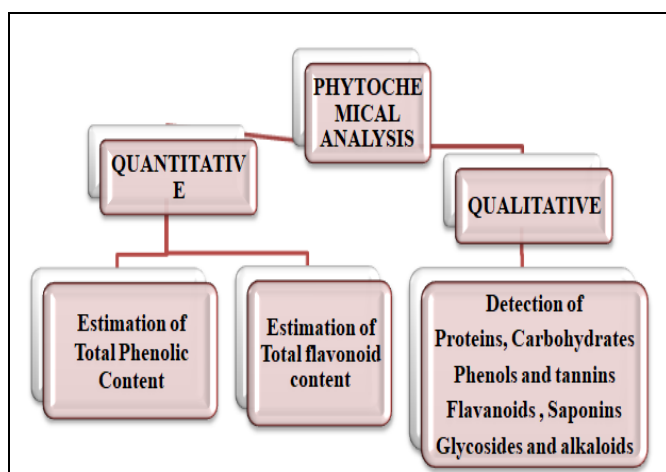 PHYTOCHE
MICAL
ANALYSIS
QUANTITATIV
E
QUALITATIVE
Estimation of
Total Phenolic
Content
Estimation of
Total flavonoid
content
Detection of
Proteins, Carbohydrates
Phenols and tannins
Flavanoids , Saponins
Glycosides and alkaloids